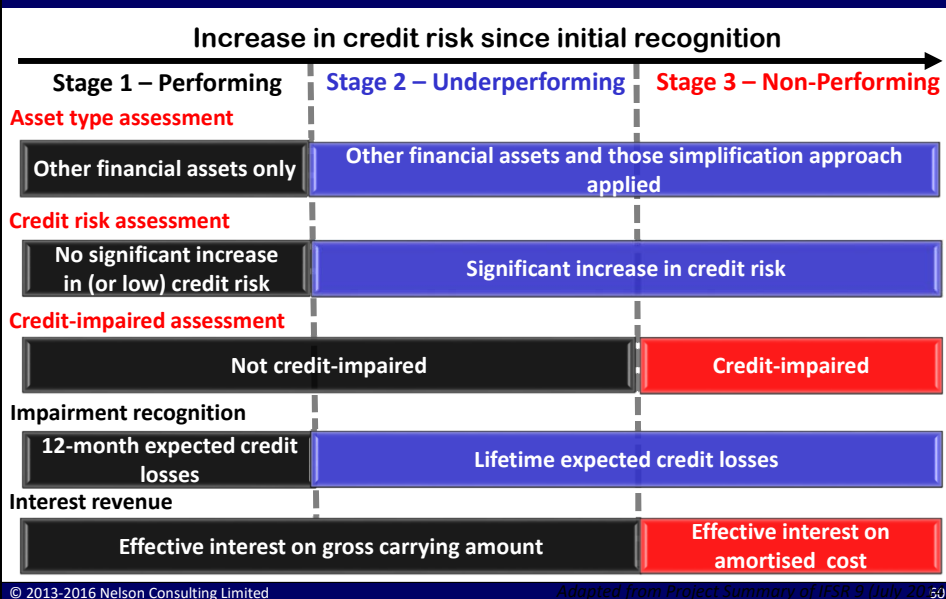 Increase in credit risk since initial recognition
Stage 1 – Performing
Stage 2 – Underperforming
Stage 3 – Non-Performing
Asset type assessment
Other financial assets only
Other financial assets and those simplification approach
applied
Credit risk assessment
No significant increase
in (or low) credit risk
Significant increase in credit risk
Credit-impaired assessment
Not credit-impaired
Credit-impaired
Impairment recognition
12-month expected credit
losses
Lifetime expected credit losses
Interest revenue
Effective interest on gross carrying amount
Effective interest on
amortised cost
© 2013-2016 Nelson Consulting Limited
Adapted from Project Summary of IFSR 9 (July